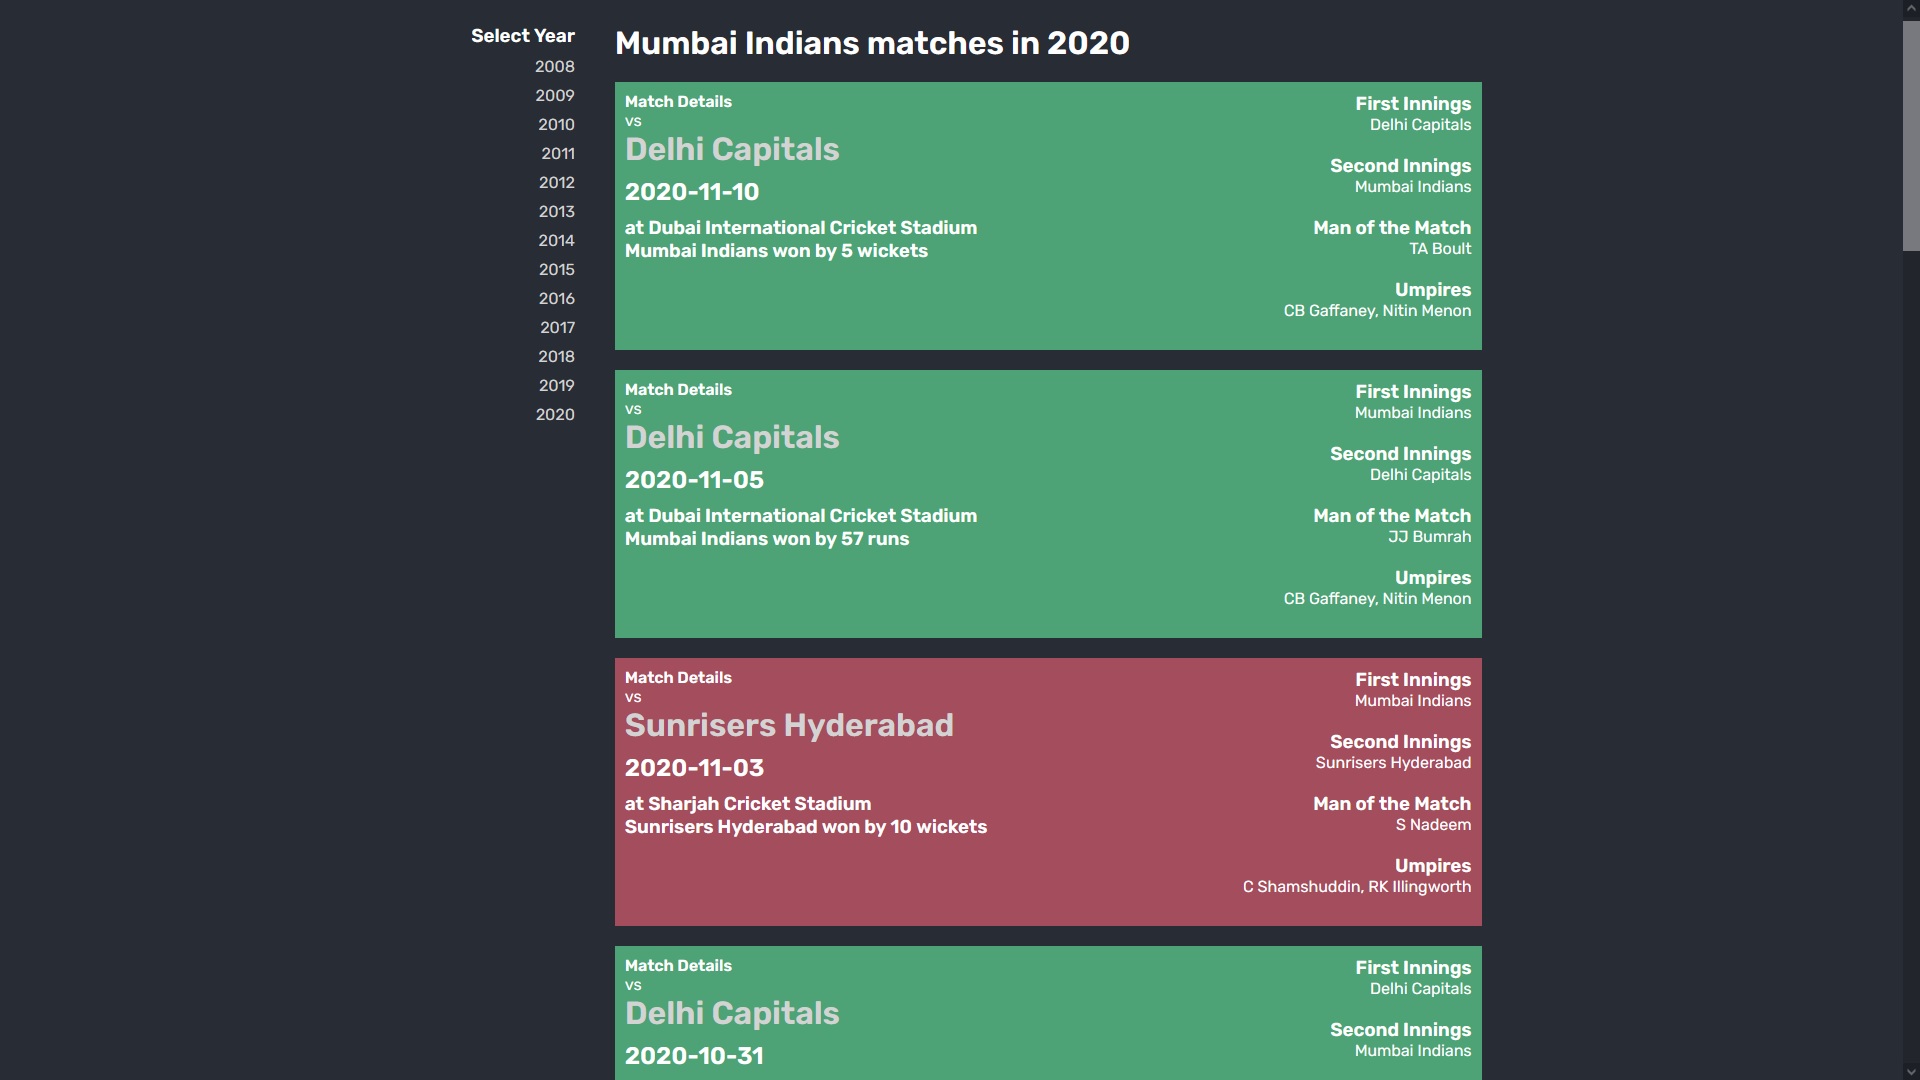 Select Year
2008
2009
2010
2011
2012
2013
2014
2015
2016
2017
2018
2019
2020
Mumbai Indians matches in 2020
Match Details
vs
Delhi Capitals
2020-11-10
at Dubai International Cricket Stadium
Mumbai Indians won by 5 wickets
First Innings
Delhi Capitals
Second Innings
Mumbai Indians
Man of the Match
TA Boult
Umpires
CB Gaffaney, Nitin Menon
Match Details
vs
Delhi Capitals
2020-11-05
at Dubai International Cricket Stadium
Mumbai Indians won by 57 runs
First Innings
Mumbai Indians
Second Innings
Delhi Capitals
Man of the Match
JJ Bumrah
Umpires
CB Gaffaney, Nitin Menon
Match Details
vs
Sunrisers Hyderabad
2020-11-03
at Sharjah Cricket Stadium
Sunrisers Hyderabad won by 10 wickets
First Innings
Mumbai Indians
Second Innings
Sunrisers Hyderabad
Man of the Match
S Nadeem
Umpires
C Shamshuddin, RK Illingworth
Match Details
vs
Delhi Capitals
2020-10-31
First Innings
Delhi Capitals
Second Innings
Mumbai Indians